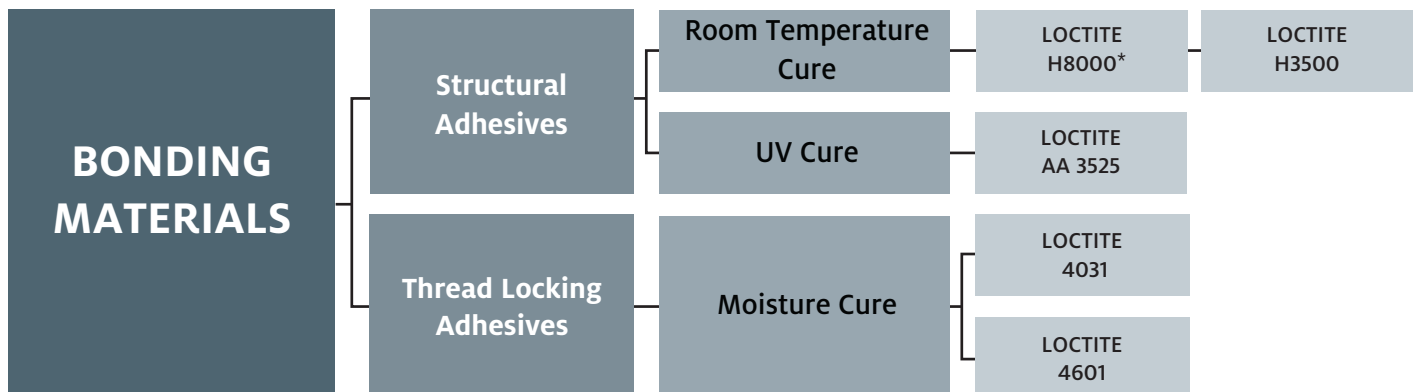 BONDING
MATERIALS
Structural
Adhesives
Room Temperature
Cure
LOCTITE
H8000*
LOCTITE
H3500
UV Cure
LOCTITE
AA 3525
Thread Locking
Adhesives
Moisture Cure
LOCTITE
4031
LOCTITE
4601